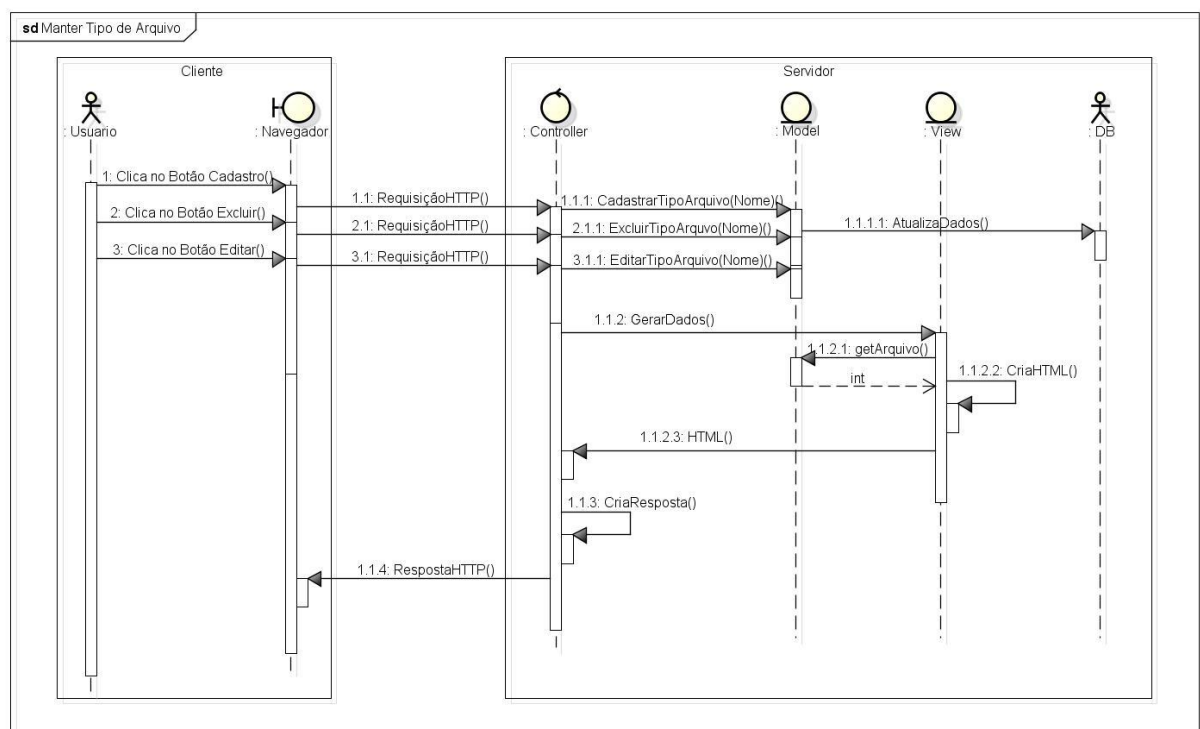 sd Manter Tipo de Arquivo
Cliente
Servidor
: Usuario
: Navegador
: Controller
: Model
: View
: DB
1: Clica no Botão Cadastro()
1.1: RequisiçãoHTTP()
1.1.1: CadastrarTipoArquivo(Nome)()
2: Clica no Botão Excluir()
2.1: RequisiçãoHTTP()
2.1.1: ExcluirTipoArquvo(Nome)()
1.1.1.1: AtualizaDados()
3: Clica no Botão Editar()
3.1: RequisiçãoHTTP()
3.1.1: EditarTipoArquivo(Nome)()
1.1.2: GerarDados()
1.1.2.1: getArquivo()
int
1.1.2.2: CriaHTML()
1.1.2.3: HTML()
1.1.3: CriaResposta()
1.1.4: RespostaHTTP()